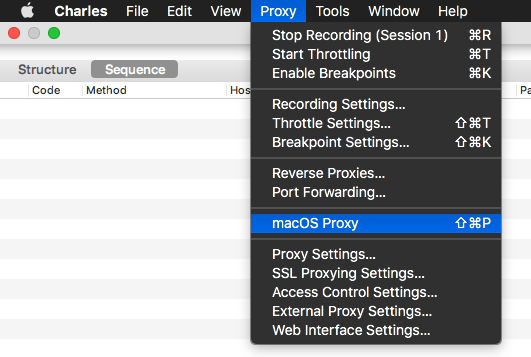 Charles File Edit View Proxy Tools Window Help
Stop Recording (Session 1) ⌘R
Start Throttling ⌘T
Enable Breakpoints ⌘K
Recording Settings...
Throttle Settings... ⇧⌘T
Breakpoint Settings... ⇧⌘K
Reverse Proxies...
Port Forwarding...
macOS Proxy ⇧⌘P
Proxy Settings...
SSL Proxying Settings...
Access Control Settings...
External Proxy Settings...
Web Interface Settings...
Structure Sequence
Code Method Hos Pa